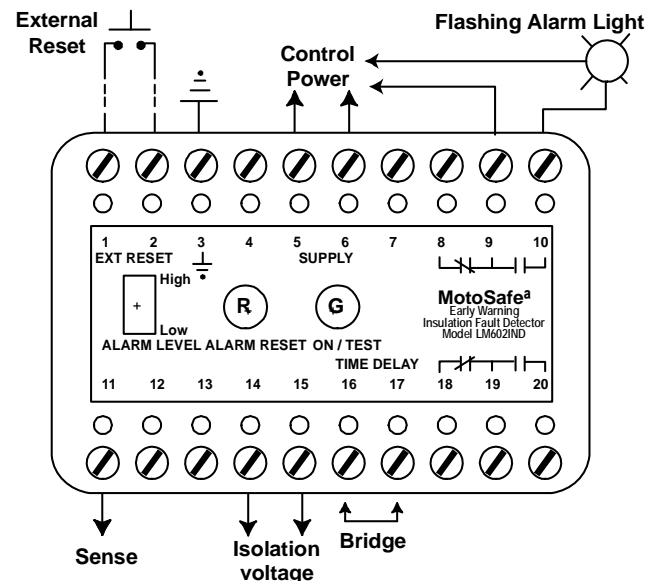 External
Reset
Flashing Alarm Light
Control
Power
1 2 3 4 5 6 7 8 9 10
EXT RESET SUPPLY
High
+
Low
R
G
MotoSafeª
Early Warning
Insulation Fault Detector
Model LM602IND
ALARM LEVEL ALARM RESET ON / TEST
TIME DELAY
11 12 13 14 15 16 17 18 19 20
Sense
Isolation
voltage
Bridge